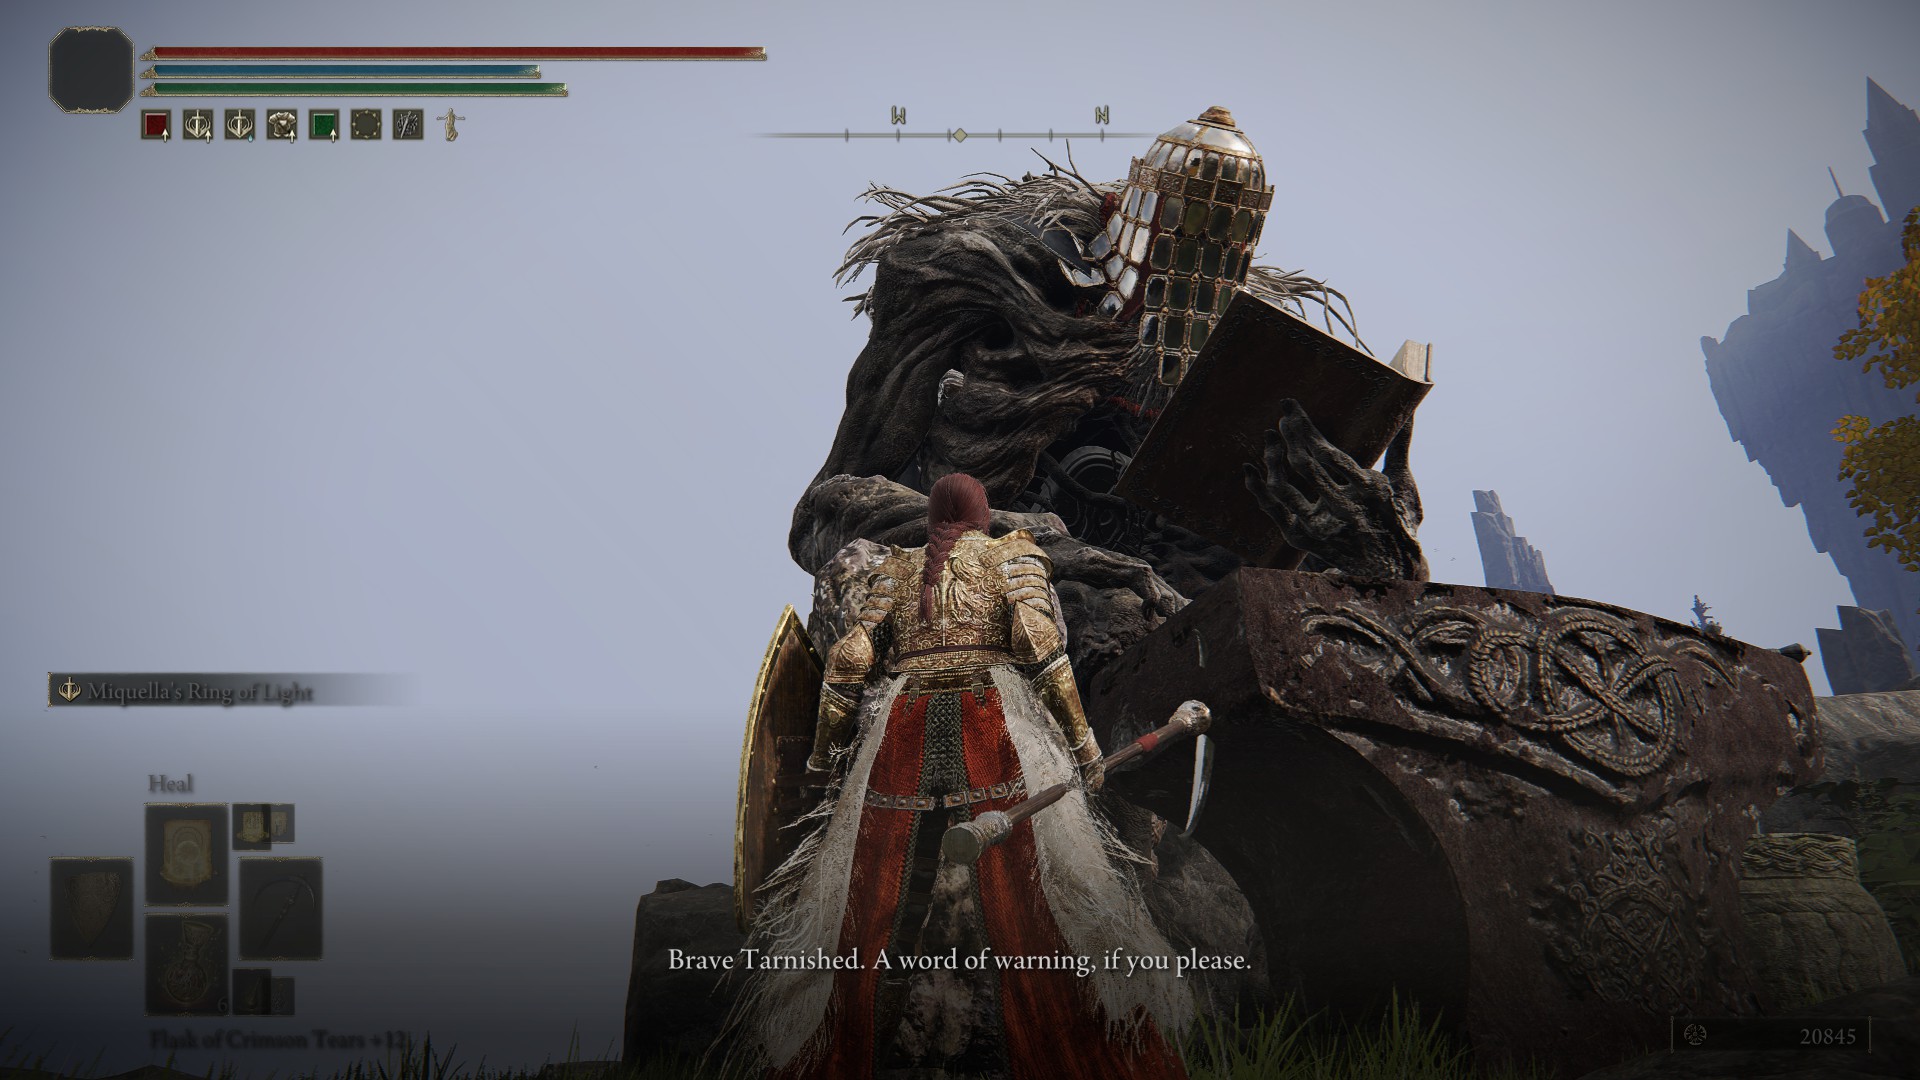 W
N
Miquella's Ring of Light
Heal
6
Brave Tarnished. A word of warning, if you please.
Flask of Crimson Tears +12
20845